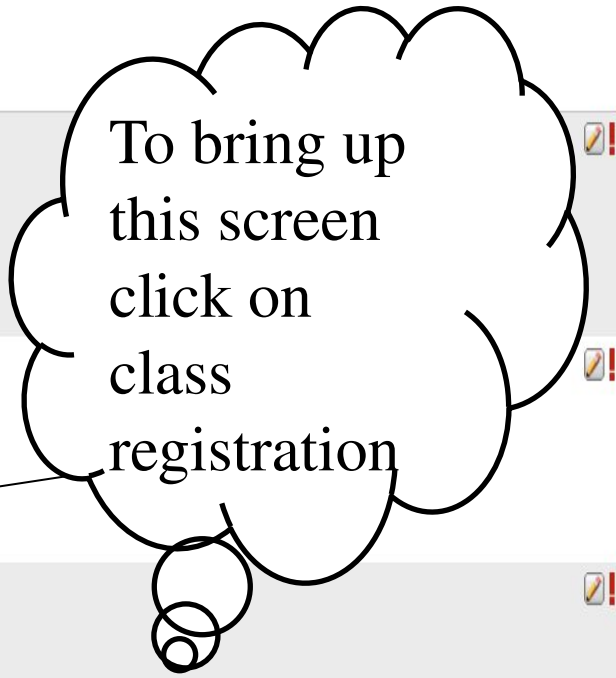 To bring up
this screen
click on
class
registration